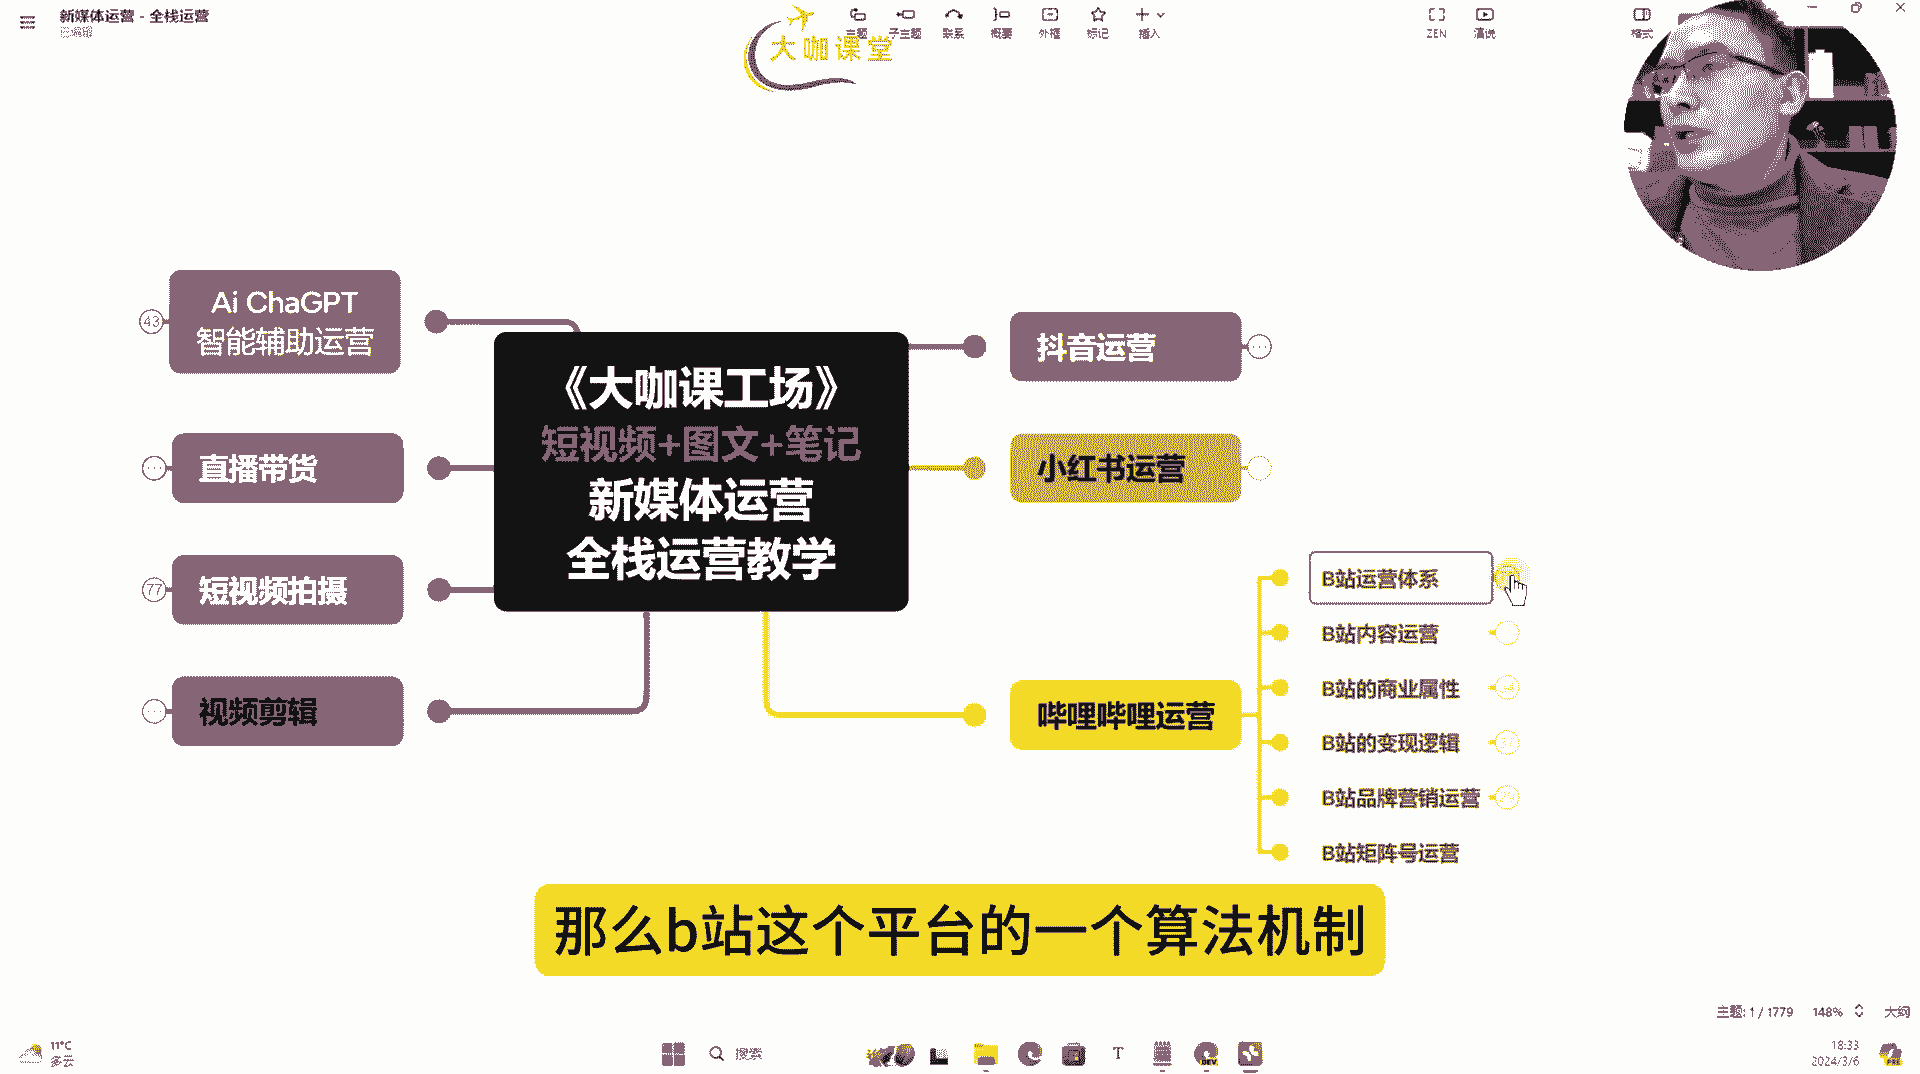 新媒体运营 - 全栈运营
已编辑
主题
子主题
联系
概要
外框
标记
插入
ZEN
演说
格式
大咖课堂
43
Ai ChaGPT
智能辅助运营
直播带货
77
短视频拍摄
视频剪辑
《大咖课工场》
短视频+图文+笔记
新媒体运营
全栈运营教学
抖音运营
小红书运营
哔哩哔哩运营
B站运营体系
B站内容运营
B站的商业属性
B站的变现逻辑
37
B站品牌营销运营
B站矩阵号运营
那么b站这个平台的一个算法机制
主题: 1 / 1779
148%
大纲
11°C
多云
搜索
T
DEV
18:33
2024/3/6
PRE